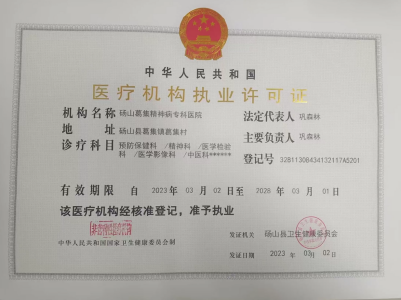 中华人民共和国
医疗机构执业许可证
机构名称 砀山葛集精神病专科医院 法定代表人 巩森林
地址 砀山县葛集镇葛集村 主要负责人 巩森林
诊疗科目 预防保健科 /精神科 /医学检验
科 /医学影像科 /中医科****** 登记号
有效期限 自 2023 年 03 月 02 日至 2028 年 03 月 01 日
该医疗机构经核准登记，准予执业
中华人民共和国国家卫生健康委员会制
发证机关 砀山县卫生健康委员会
发证日期 2023 年 03 月 02 日